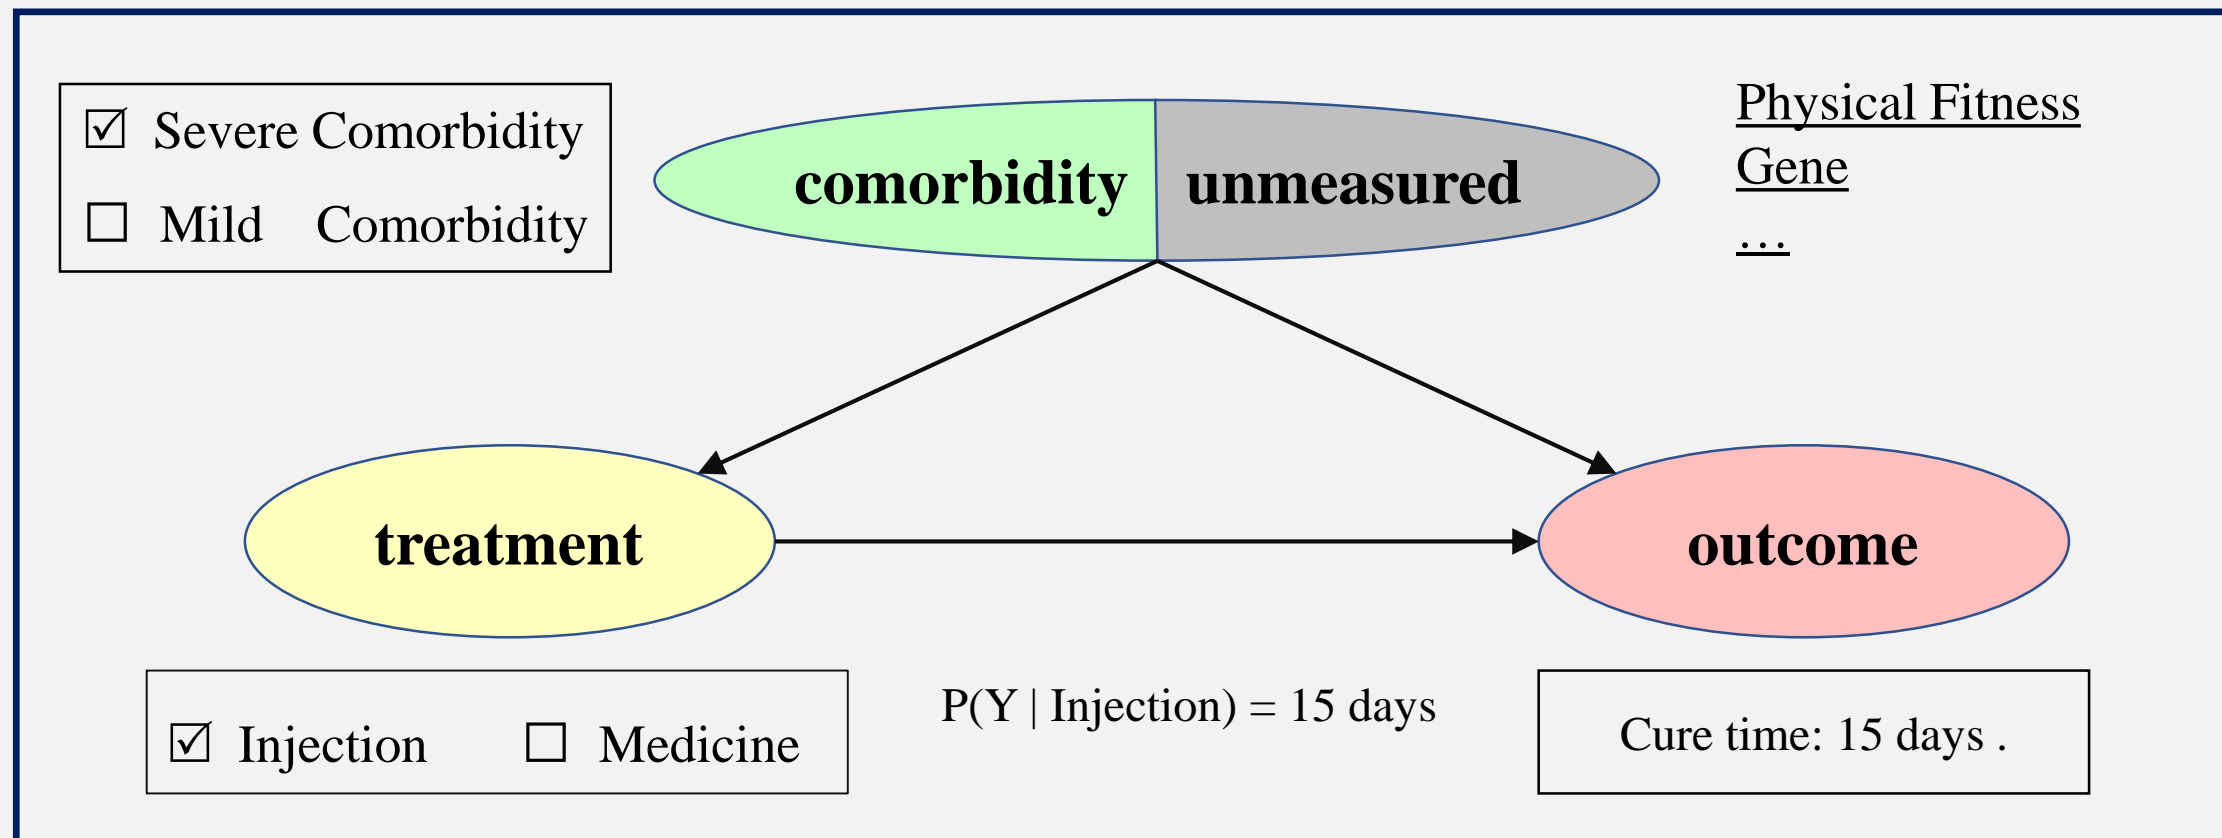 ☑ Severe Comorbidity
☐ Mild Comorbidity
comorbidity
unmeasured
Physical Fitness
Gene
…
treatment
outcome
☑ Injection ☐ Medicine
P(Y | Injection) = 15 days
Cure time: 15 days .